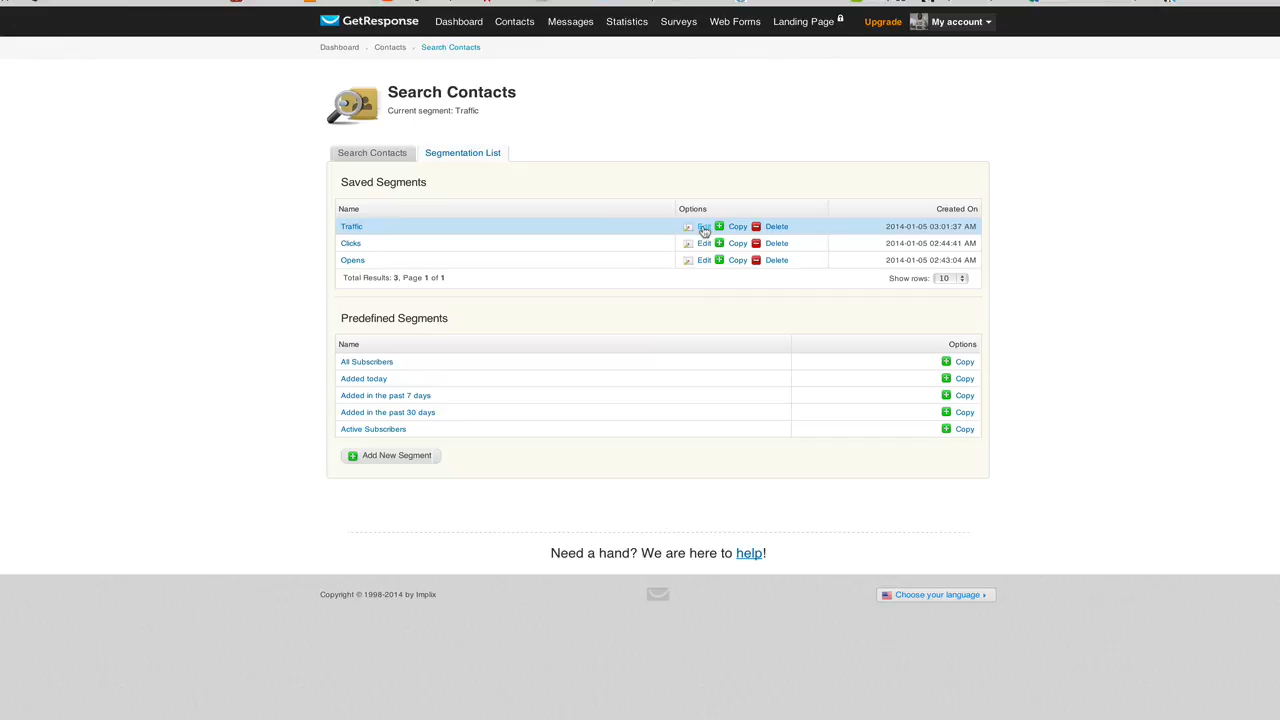 GetResponse Dashboard Contacts Messages Statistics Surveys Web Forms Landing Page Upgrade My account
Dashboard Contacts Search Contacts
Search Contacts
Current segment: Traffic
Search Contacts Segmentation List
Saved Segments
Name Options Created On
Traffic Edit Copy Delete 2014-01-05 03:01:37 AM
Clicks Edit Copy Delete 2014-01-05 02:44:41 AM
Opens Edit Copy Delete 2014-01-05 02:43:04 AM
Total Results: 3, Page 1 of 1 Show rows: 10
Predefined Segments
Name Options
All Subscribers Copy
Added today Copy
Added in the past 7 days Copy
Added in the past 30 days Copy
Active Subscribers Copy
Add New Segment
Need a hand? We are here to help!
Copyright © 1998-2014 by Implix Choose your language